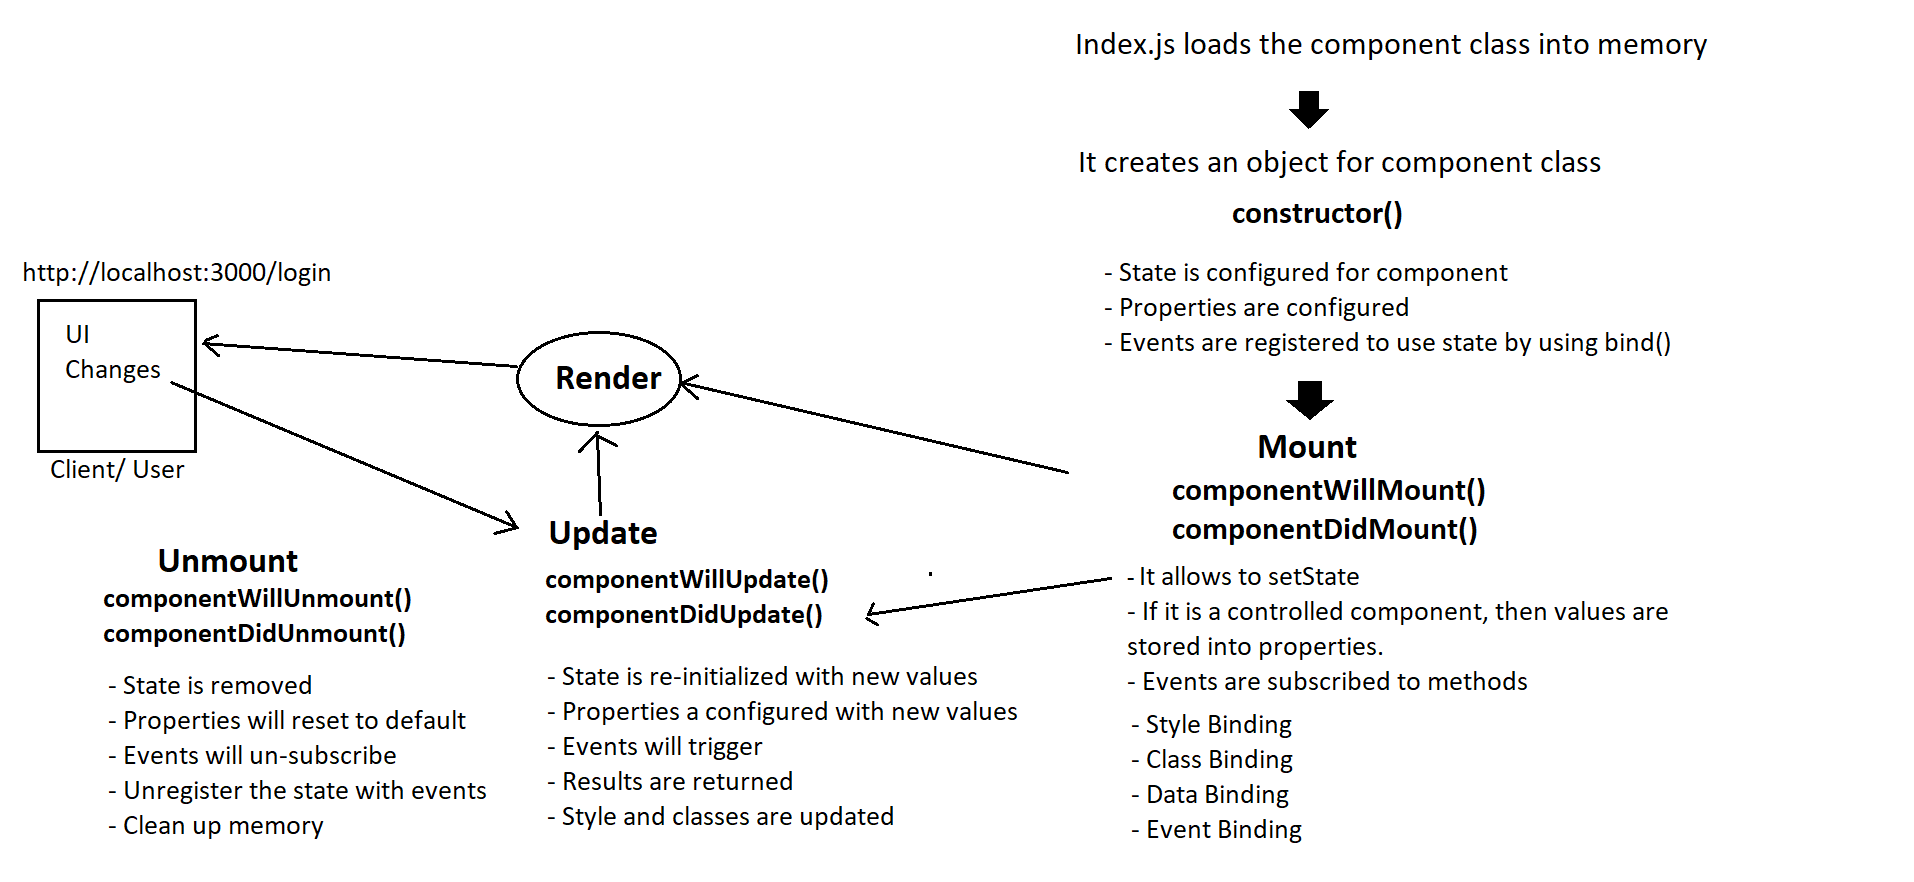 Index.js loads the component class into memory
It creates an object for component class
constructor()
- State is configured for component
- Properties are configured
- Events are registered to use state by using bind()
http://localhost:3000/login
UI
Changes
Client/ User
Render
Mount
componentWillMount()
componentDidMount()
- It allows to setState
- If it is a controlled component, then values are
stored into properties.
- Events are subscribed to methods
- Style Binding
- Class Binding
- Data Binding
- Event Binding
Update
componentWillUpdate()
componentDidUpdate()
- State is re-initialized with new values
- Properties a configured with new values
- Events will trigger
- Results are returned
- Style and classes are updated
Unmount
componentWillUnmount()
componentDidUnmount()
- State is removed
- Properties will reset to default
- Events will un-subscribe
- Unregister the state with events
- Clean up memory